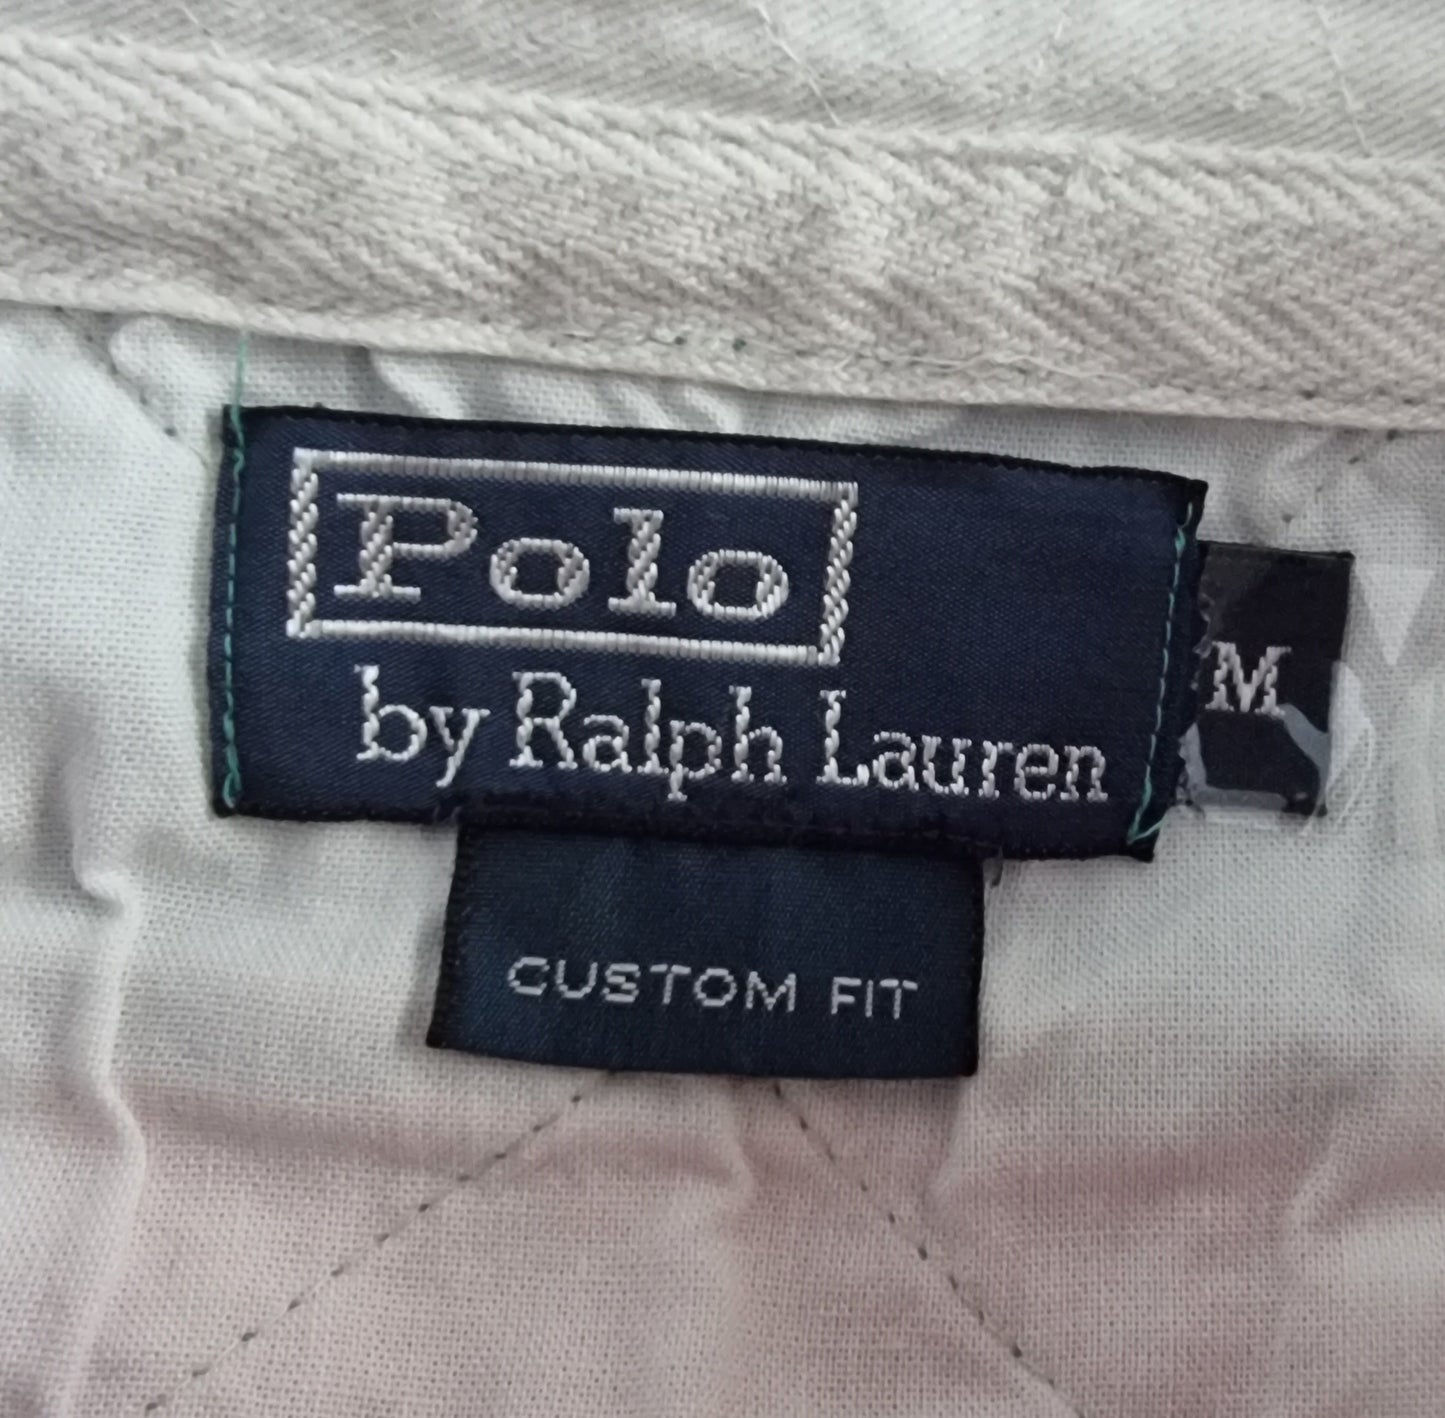 Polo
by Ralph Lauren
M
CUSTOM FIT